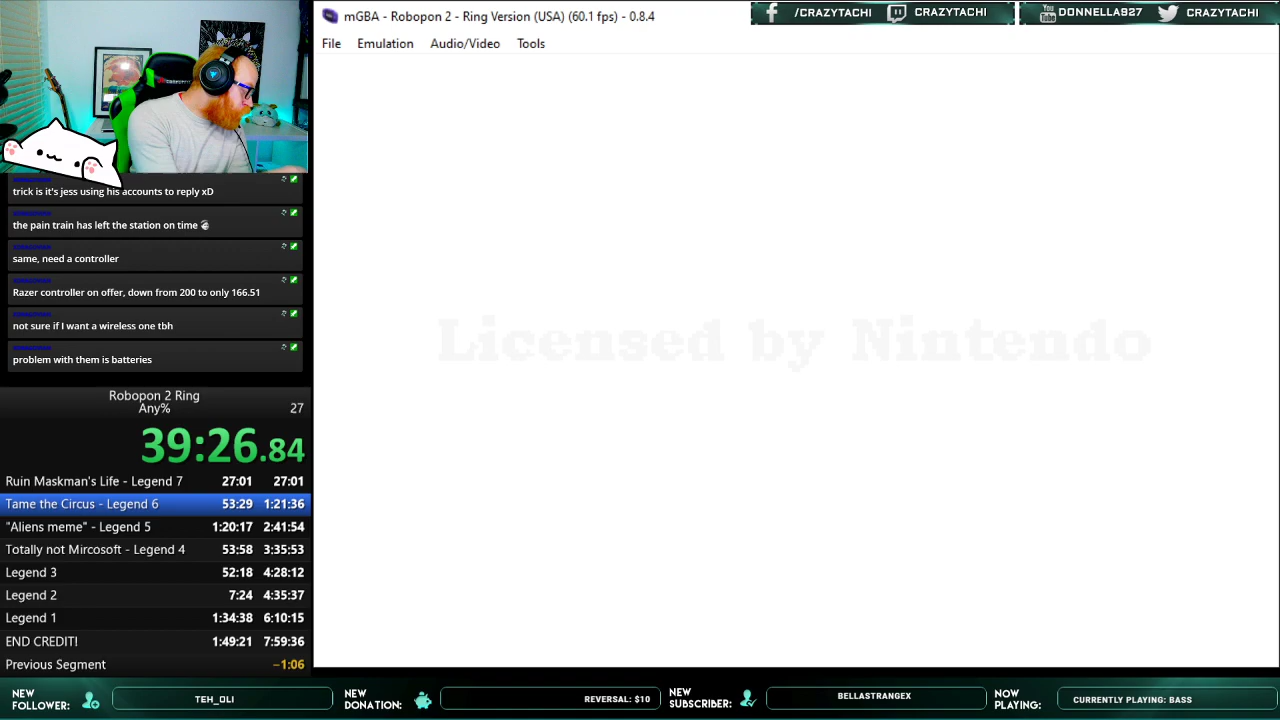 mGBA - Robopon 2 - Ring Version (USA) (60.1 fps) - 0.8.4
/CRAZYTACHI
CRAZYTACHI
You Tube
DONNELLAB27
CRAZYTACHI
File Emulation Audio/Video Tools
trick is it's jess using his accounts to reply xD
the pain train has left the station on time
same, need a controller
Razer controller on offer, down from 200 to only 166.51
not sure if I want a wireless one tbh
problem with them is batteries
Licensed by Nintendo
Robopon 2 Ring
Any% 27
39:26.84
Ruin Maskman's Life - Legend 7 27:01 27:01
Tame the Circus - Legend 6 53:29 1:21:36
"Aliens meme" - Legend 5 1:20:17 2:41:54
Totally not Mircosoft - Legend 4 53:58 3:35:53
Legend 3 52:18 4:28:12
Legend 2 7:24 4:35:37
Legend 1 1:34:38 6:10:15
END CREDIT! 1:49:21 7:59:36
Previous Segment −1:06
NEW FOLLOWER: TEH_OLI
NEW DONATION: REVERSAL: $10
NEW SUBSCRIBER: BELLASTRANGEX
NOW PLAYING: CURRENTLY PLAYING: BASS